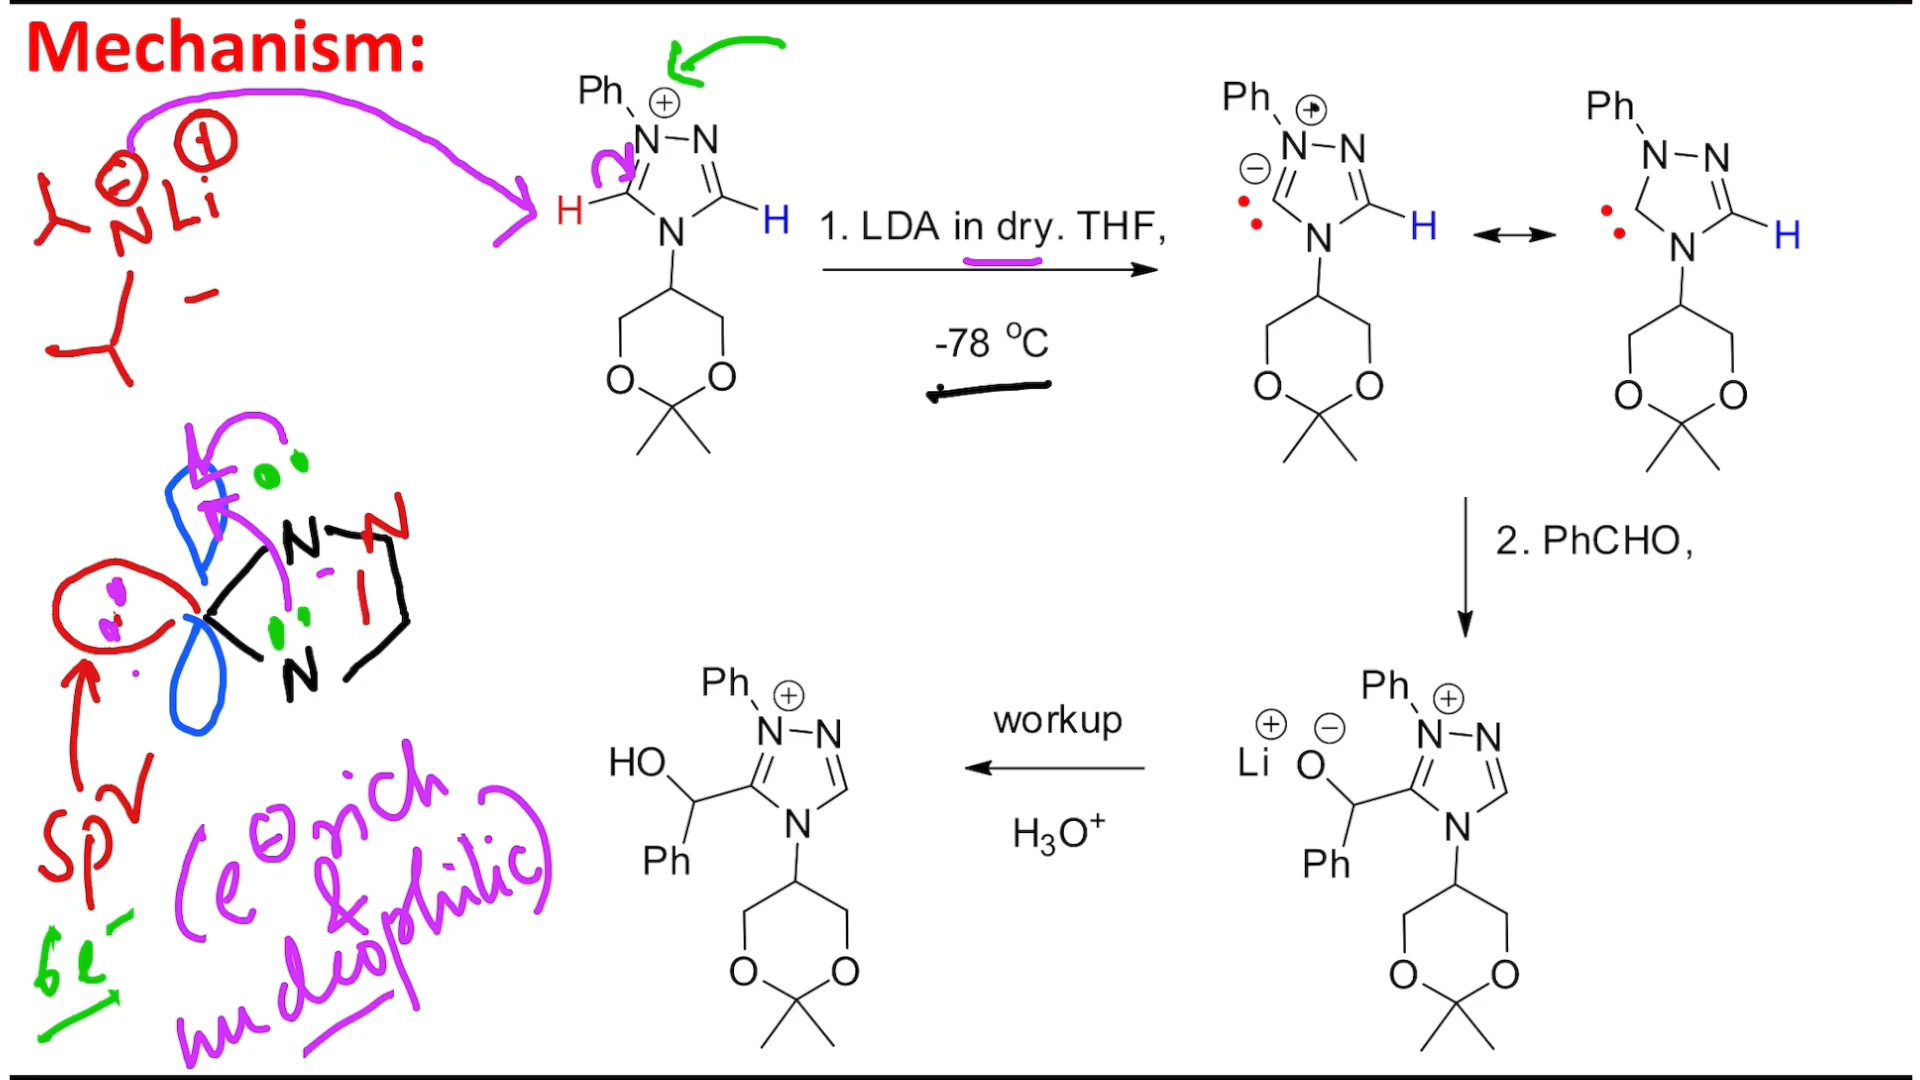 Mechanism:
⊖ ⊕
N Li
Ph ⊕
N N
H H
N
O O
1. LDA in dry. THF,
-78 °C
Ph ⊕
N N
⊖
H
N
O O
Ph
N N
H
N
O O
2. PhCHO,
Ph ⊕
Li ⊕ O ⊖
N N
N
Ph
O O
workup
H₃O⁺
Ph ⊕
HO
N N
N
Ph
O O
N N
N
sp²
6e⁻
(e⊖ rich
&
nucleophilic)